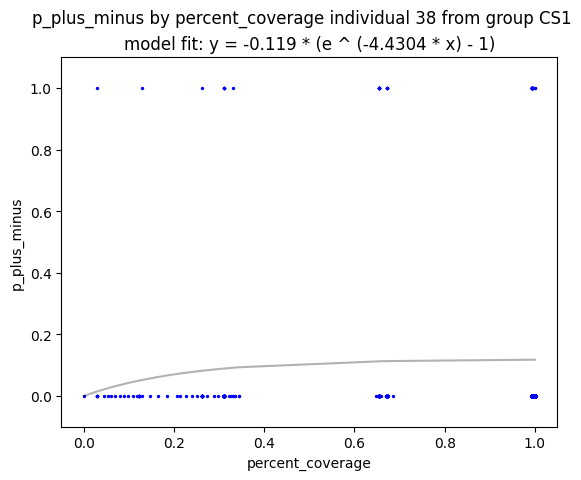 p_plus_minus by percent_coverage individual 38 from group CS1
model fit: y = -0.119 * (e ^ (-4.4304 * x) - 1)
1.0
0.8
0.6
0.4
0.2
0.0
p_plus_minus
0.0 0.2 0.4 0.6 0.8 1.0
percent_coverage